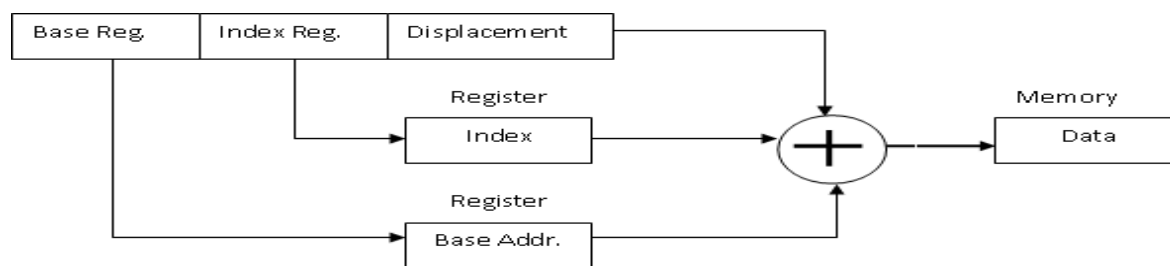 Base Reg. Index Reg. Displacement
Register
Memory
Index
Data
Register
Base Addr.